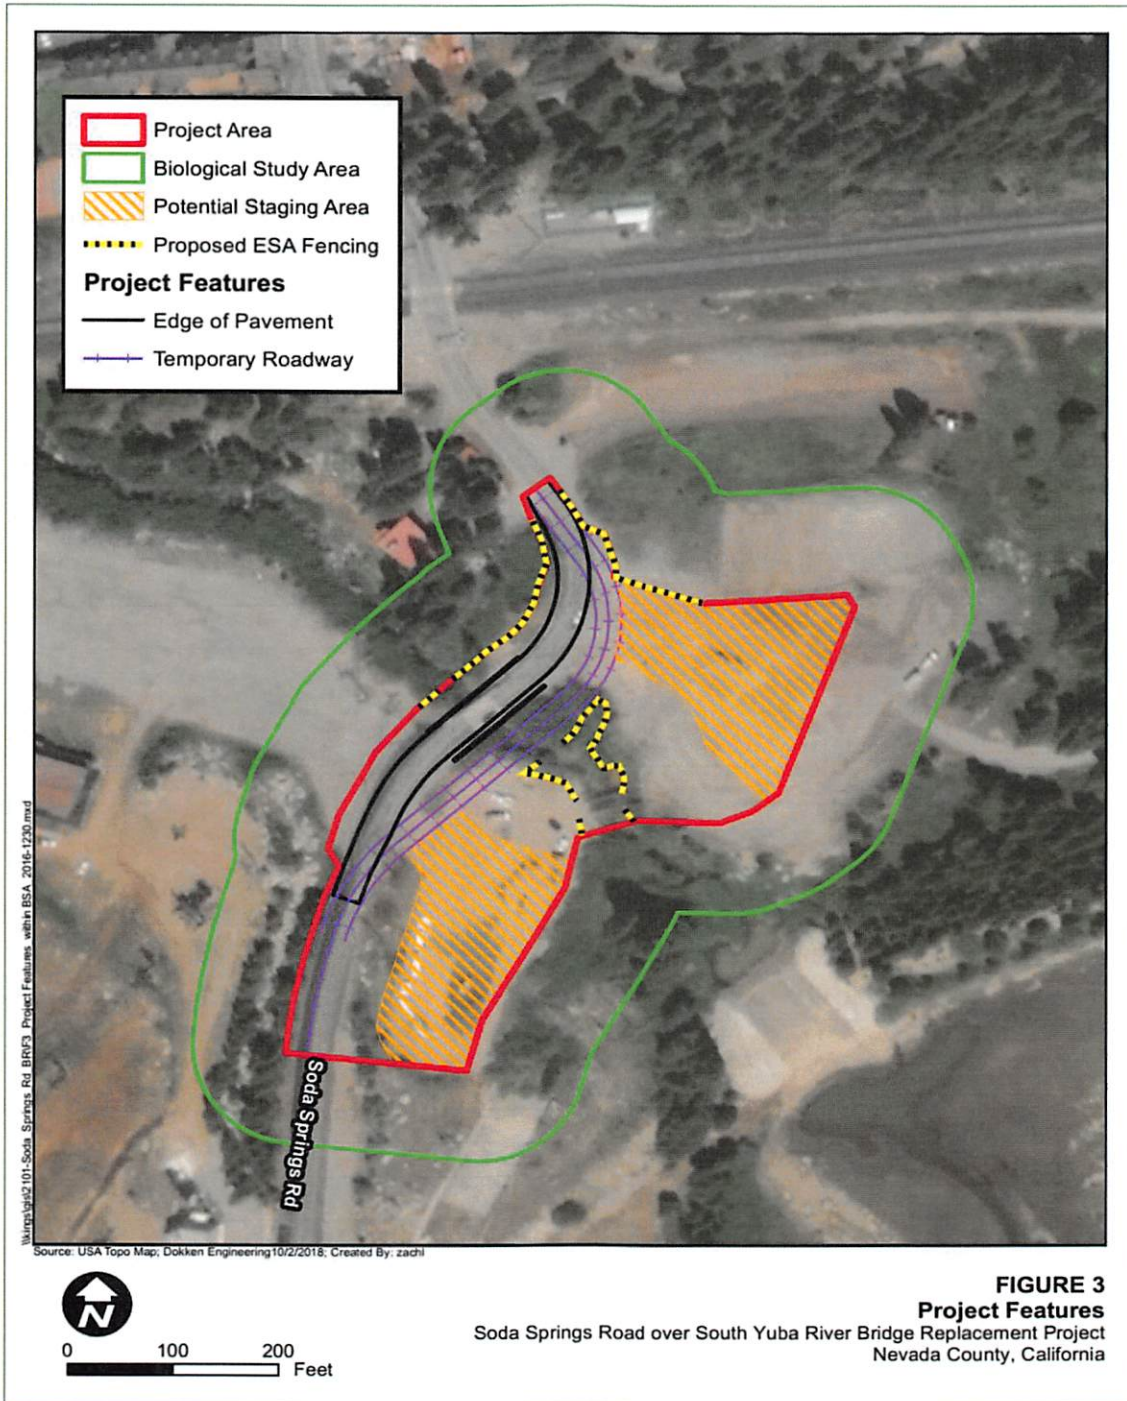 Project Area
Biological Study Area
Potential Staging Area
Proposed ESA Fencing
Project Features
Edge of Pavement
Temporary Roadway
Soda Springs Rd
Source: USA Topo Map; Dokken Engineering10/2/2018; Created By: zachl
N
0 100 200
Feet
FIGURE 3
Project Features
Soda Springs Road over South Yuba River Bridge Replacement Project
Nevada County, California